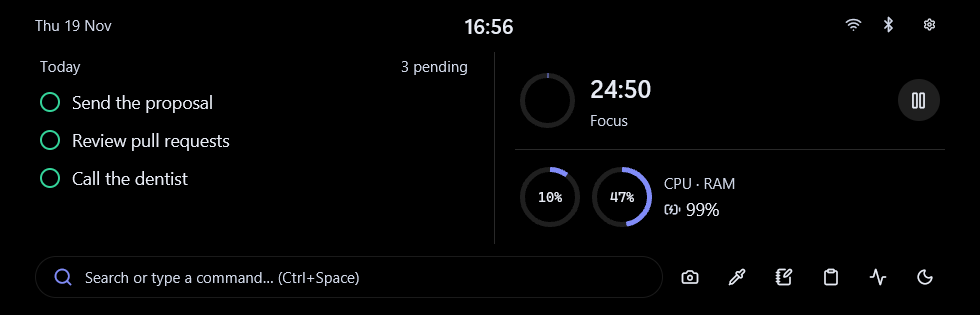 Thu 19 Nov
16:56
Today
3 pending
Send the proposal
Review pull requests
Call the dentist
24:50
Focus
10%
47%
CPU · RAM
99%
Search or type a command... (Ctrl+Space)